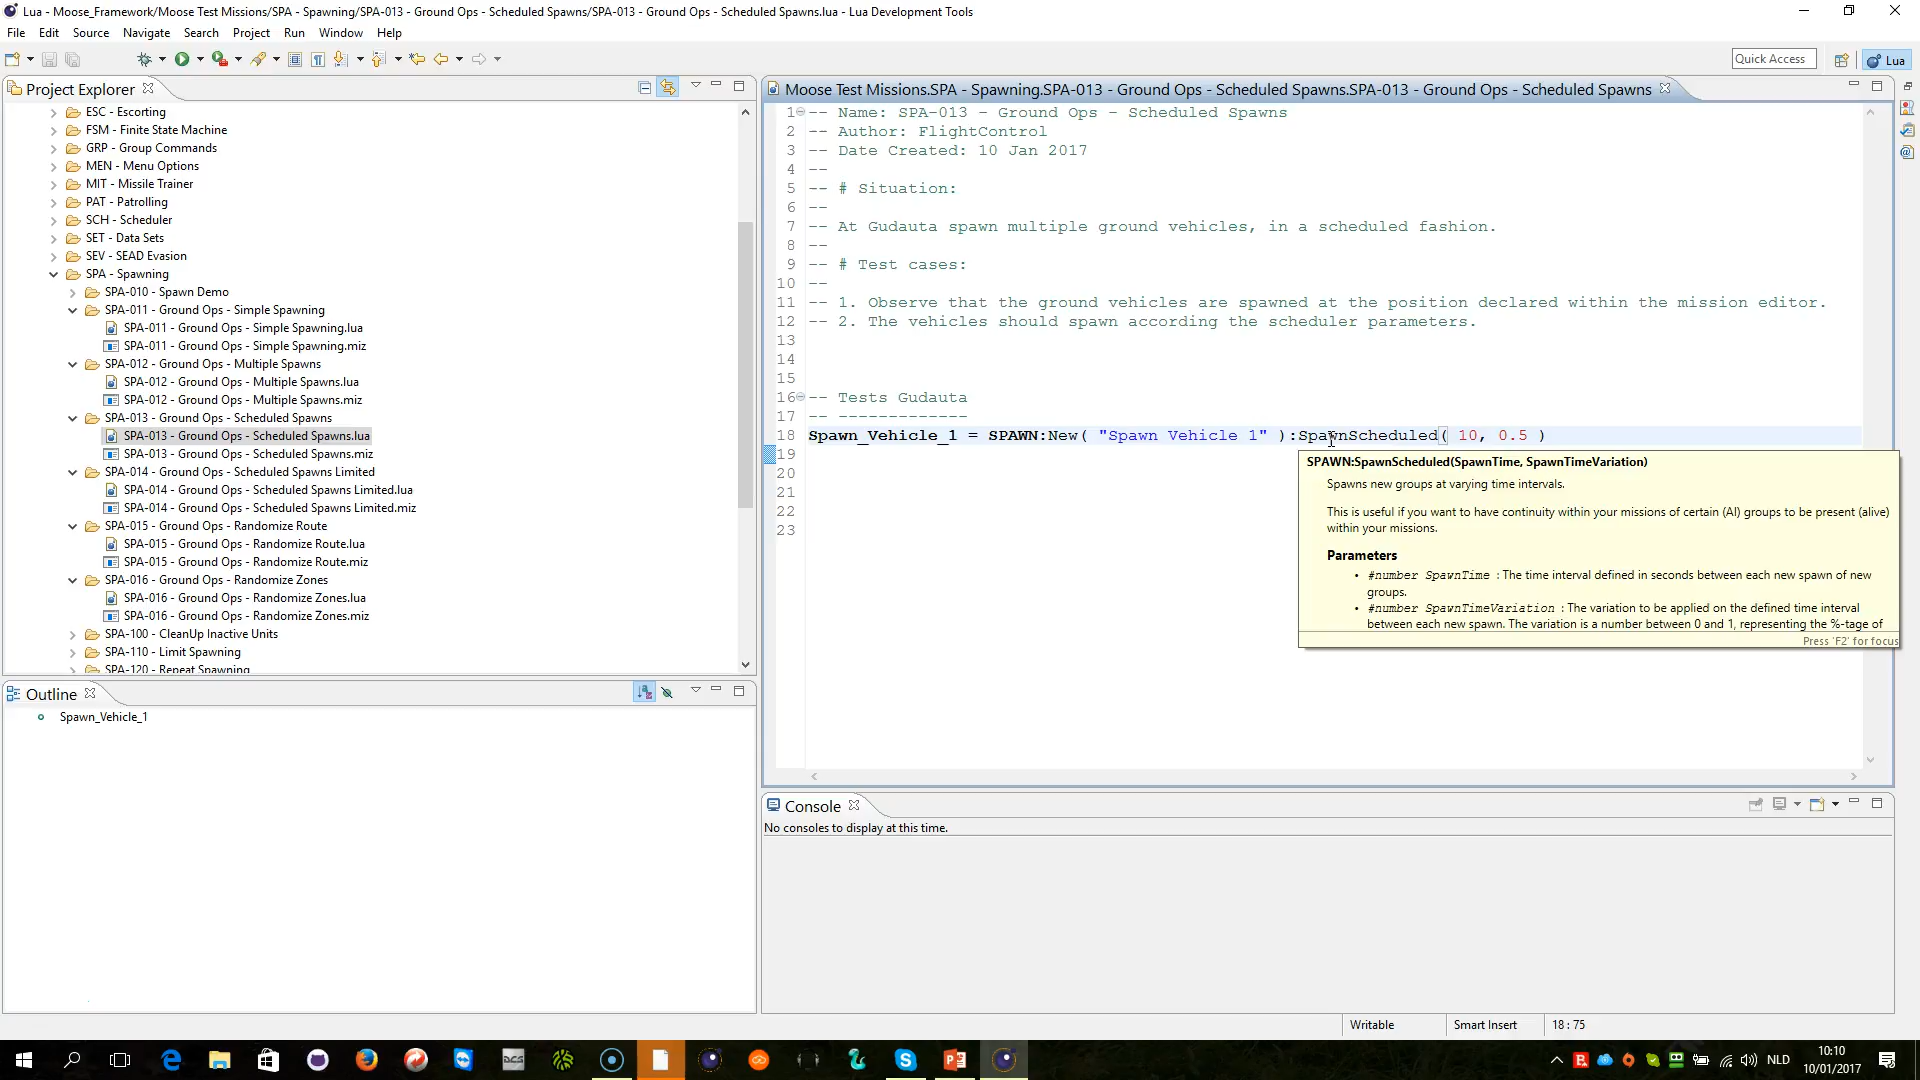 Lua - Moose_Framework/Moose Test Missions/SPA - Spawning/SPA-013 - Ground Ops - Scheduled Spawns/SPA-013 - Ground Ops - Scheduled Spawns.lua - Lua Development Tools
File Edit Source Navigate Search Project Run Window Help
Quick Access
Lua
Project Explorer
ESC - Escorting
FSM - Finite State Machine
GRP - Group Commands
MEN - Menu Options
MIT - Missile Trainer
PAT - Patrolling
SCH - Scheduler
SET - Data Sets
SEV - SEAD Evasion
SPA - Spawning
SPA-010 - Spawn Demo
SPA-011 - Ground Ops - Simple Spawning
SPA-011 - Ground Ops - Simple Spawning.lua
SPA-011 - Ground Ops - Simple Spawning.miz
SPA-012 - Ground Ops - Multiple Spawns
SPA-012 - Ground Ops - Multiple Spawns.lua
SPA-012 - Ground Ops - Multiple Spawns.miz
SPA-013 - Ground Ops - Scheduled Spawns
SPA-013 - Ground Ops - Scheduled Spawns.lua
SPA-013 - Ground Ops - Scheduled Spawns.miz
SPA-014 - Ground Ops - Scheduled Spawns Limited
SPA-014 - Ground Ops - Scheduled Spawns Limited.lua
SPA-014 - Ground Ops - Scheduled Spawns Limited.miz
SPA-015 - Ground Ops - Randomize Route
SPA-015 - Ground Ops - Randomize Route.lua
SPA-015 - Ground Ops - Randomize Route.miz
SPA-016 - Ground Ops - Randomize Zones
SPA-016 - Ground Ops - Randomize Zones.lua
SPA-016 - Ground Ops - Randomize Zones.miz
SPA-100 - CleanUp Inactive Units
SPA-110 - Limit Spawning
SPA-120 - Repeat Spawning
Outline
Spawn_Vehicle_1
Moose Test Missions.SPA - Spawning.SPA-013 - Ground Ops - Scheduled Spawns.SPA-013 - Ground Ops - Scheduled Spawns
1 -- Name: SPA-013 - Ground Ops - Scheduled Spawns
2 -- Author: FlightControl
3 -- Date Created: 10 Jan 2017
4 --
5 -- # Situation:
6 --
7 -- At Gudauta spawn multiple ground vehicles, in a scheduled fashion.
8 --
9 -- # Test cases:
10 --
11 -- 1. Observe that the ground vehicles are spawned at the position declared within the mission editor.
12 -- 2. The vehicles should spawn according the scheduler parameters.
13
14
15
16 -- Tests Gudauta
17 -- -------------
18 Spawn_Vehicle_1 = SPAWN:New( "Spawn Vehicle 1" ):SpawnScheduled( 10, 0.5 )
19
20
21
22
23
SPAWN:SpawnScheduled(SpawnTime, SpawnTimeVariation)
Spawns new groups at varying time intervals.
This is useful if you want to have continuity within your missions of certain (AI) groups to be present (alive)
within your missions.
Parameters
• #number SpawnTime : The time interval defined in seconds between each new spawn of new
groups.
• #number SpawnTimeVariation : The variation to be applied on the defined time interval
between each new spawn. The variation is a number between 0 and 1, representing the %-tage of
Press 'F2' for focus
Console
No consoles to display at this time.
Writable
Smart Insert
18 : 75
DCS
NLD
10:10
10/01/2017